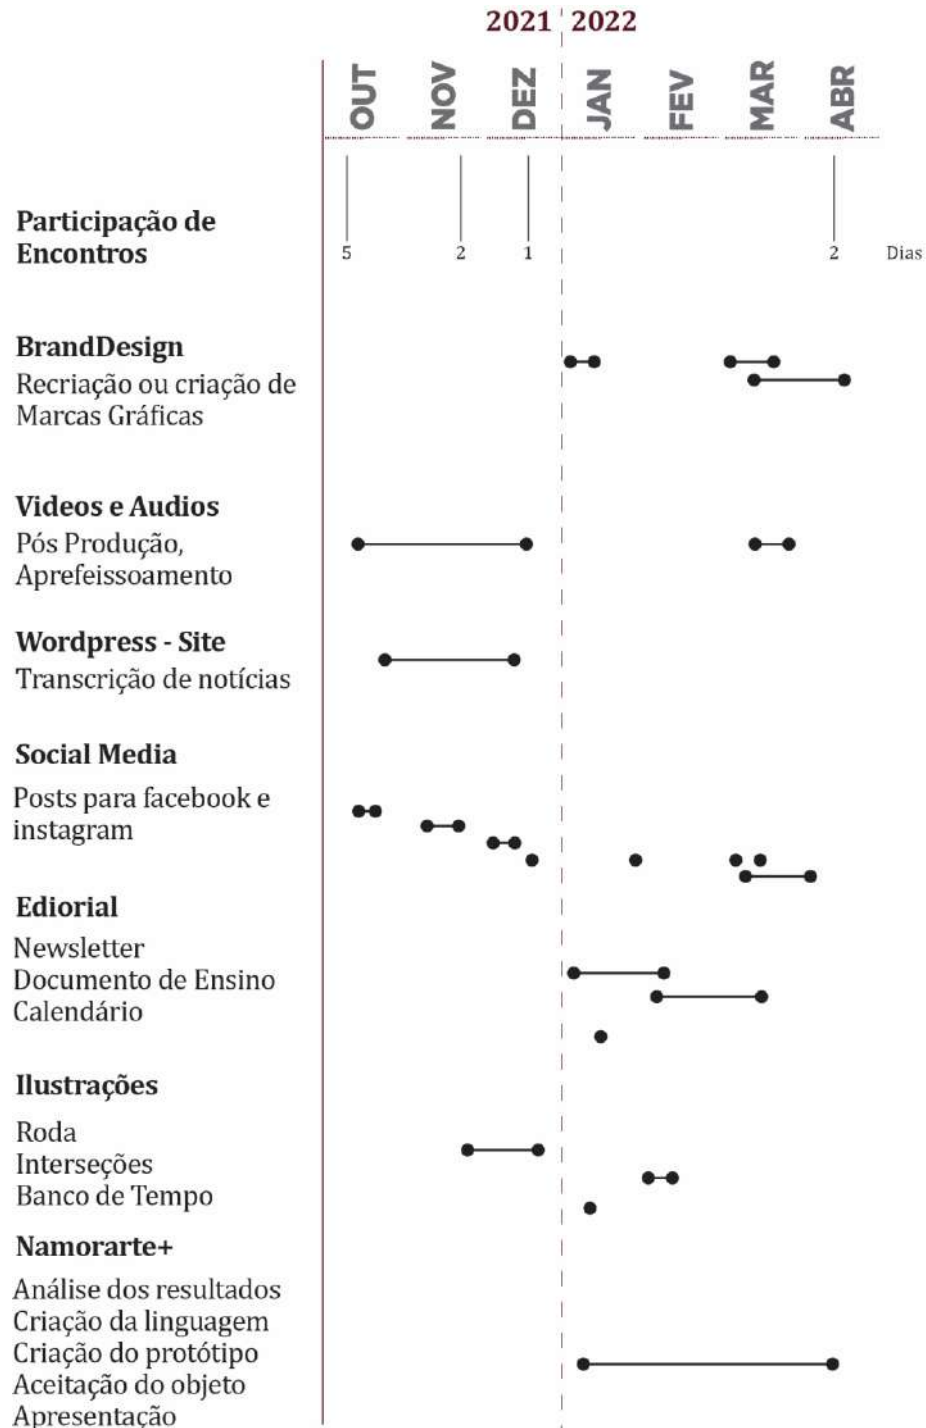 2021 2022
OUT NOV DEZ JAN FEV MAR ABR
Participação de
Encontros
5 2 1 2 Dias
BrandDesign
Recriação ou criação de
Marcas Gráficas
Videos e Audios
Pós Produção,
Aprefeissoamento
Wordpress - Site
Transcrição de notícias
Social Media
Posts para facebook e
instagram
Ediorial
Newsletter
Documento de Ensino
Calendário
Ilustrações
Roda
Interseções
Banco de Tempo
Namorarte+
Análise dos resultados
Criação da linguagem
Criação do protótipo
Aceitação do objeto
Apresentação